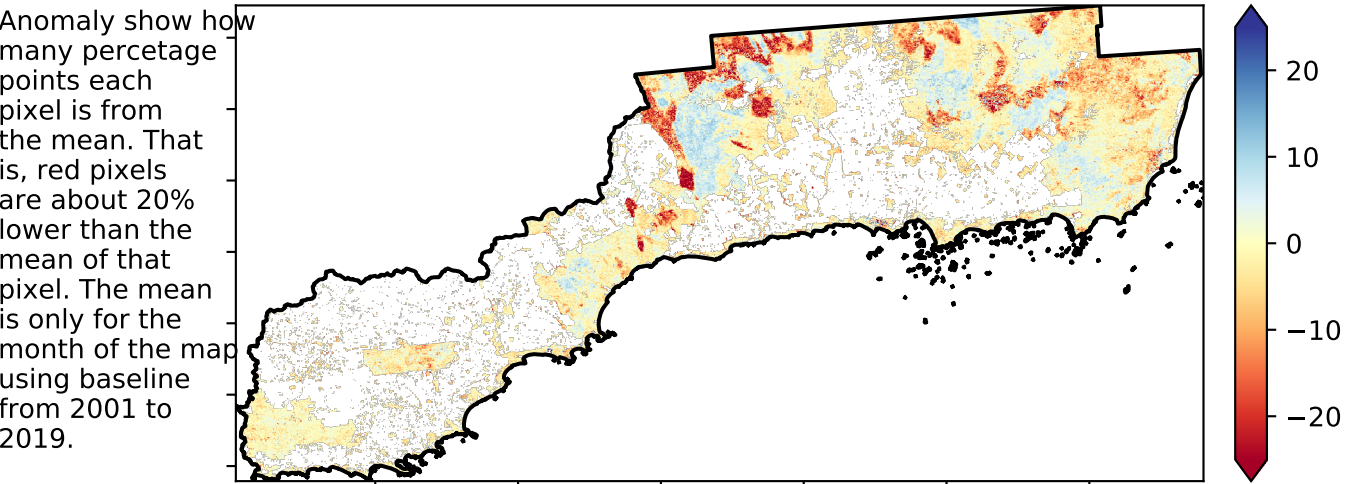 Anomaly show how
many percetage
points each
pixel is from
the mean. That
is, red pixels
are about 20%
lower than the
mean of that
pixel. The mean
is only for the
month of the map
using baseline
from 2001 to
2019.
20
10
0
−10
−20